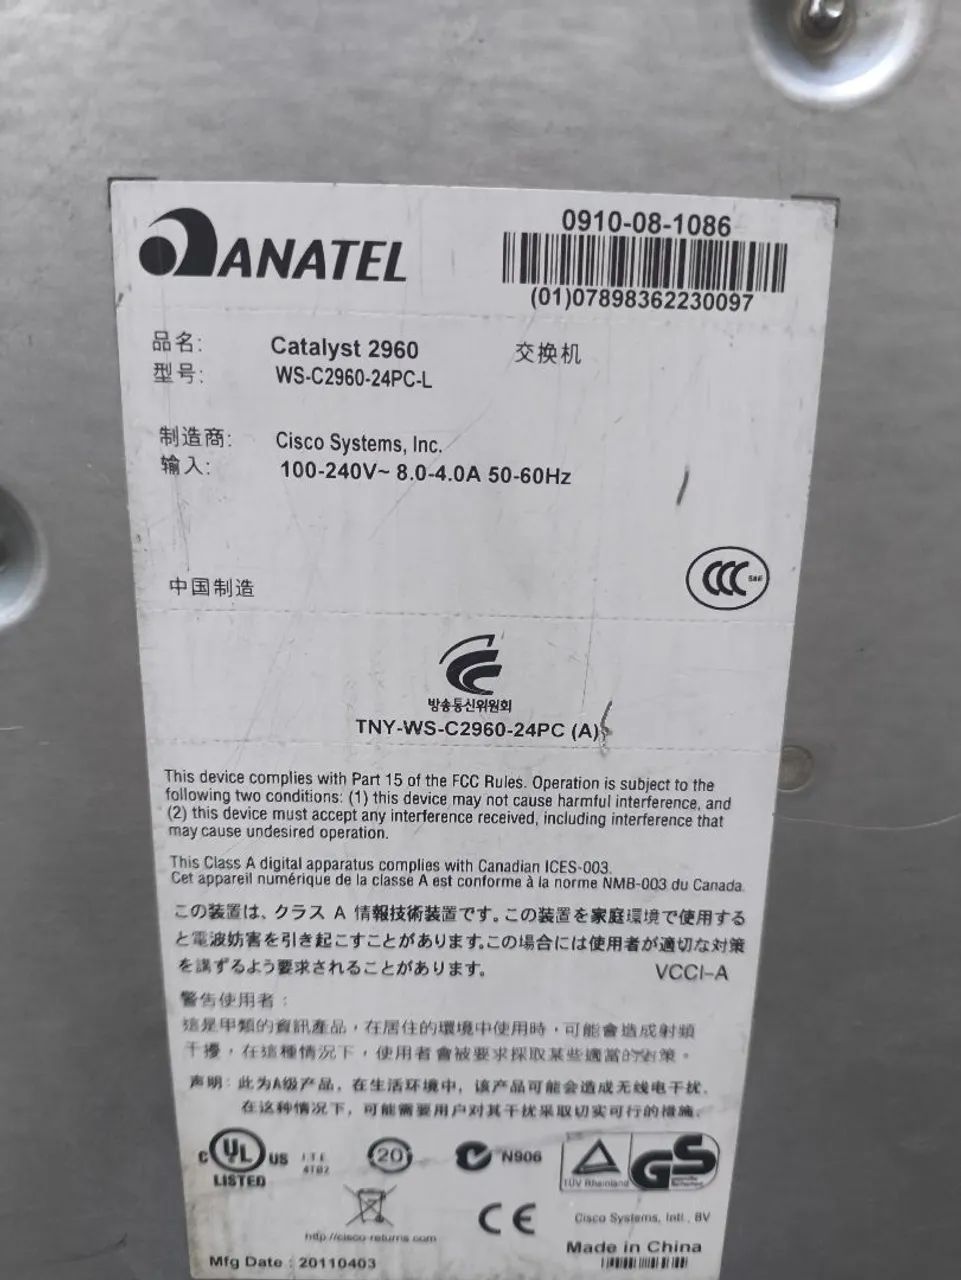 ANATEL
0910-08-1086
(01)07898362230097
品名: Catalyst 2960 交换机
型号: WS-C2960-24PC-L
制造商: Cisco Systems, Inc.
输入: 100-240V~ 8.0-4.0A 50-60Hz
中国制造
CCC
방송통신위원회
TNY-WS-C2960-24PC (A)
This device complies with Part 15 of the FCC Rules. Operation is subject to the
following two conditions: (1) this device may not cause harmful interference, and
(2) this device must accept any interference received, including interference that
may cause undesired operation.
This Class A digital apparatus complies with Canadian ICES-003.
Cet appareil numérique de la classe A est conforme à la norme NMB-003 du Canada.
この装置は、クラス A 情報技術装置です。この装置を家庭環境で使用する
と電波妨害を引き起こすことがあります。この場合には使用者が適切な対策
を講ずるよう要求されることがあります。 VCCI-A
警告使用者：
這是甲類的資訊產品，在居住的環境中使用時，可能會造成射頻
干擾，在這種情況下，使用者會被要求採取某些適當的對策。
声明：此为A级产品，在生活环境中，该产品可能会造成无线电干扰.
在这种情况下，可能需要用户对其干扰采取切实可行的措施.
c UL us I.T.E. 20 N906 TÜV Rheinland GS
LISTED 4T82
CE Cisco Systems, Intl., BV
http://cisco-returns.com
Made in China
Mfg Date : 20110403